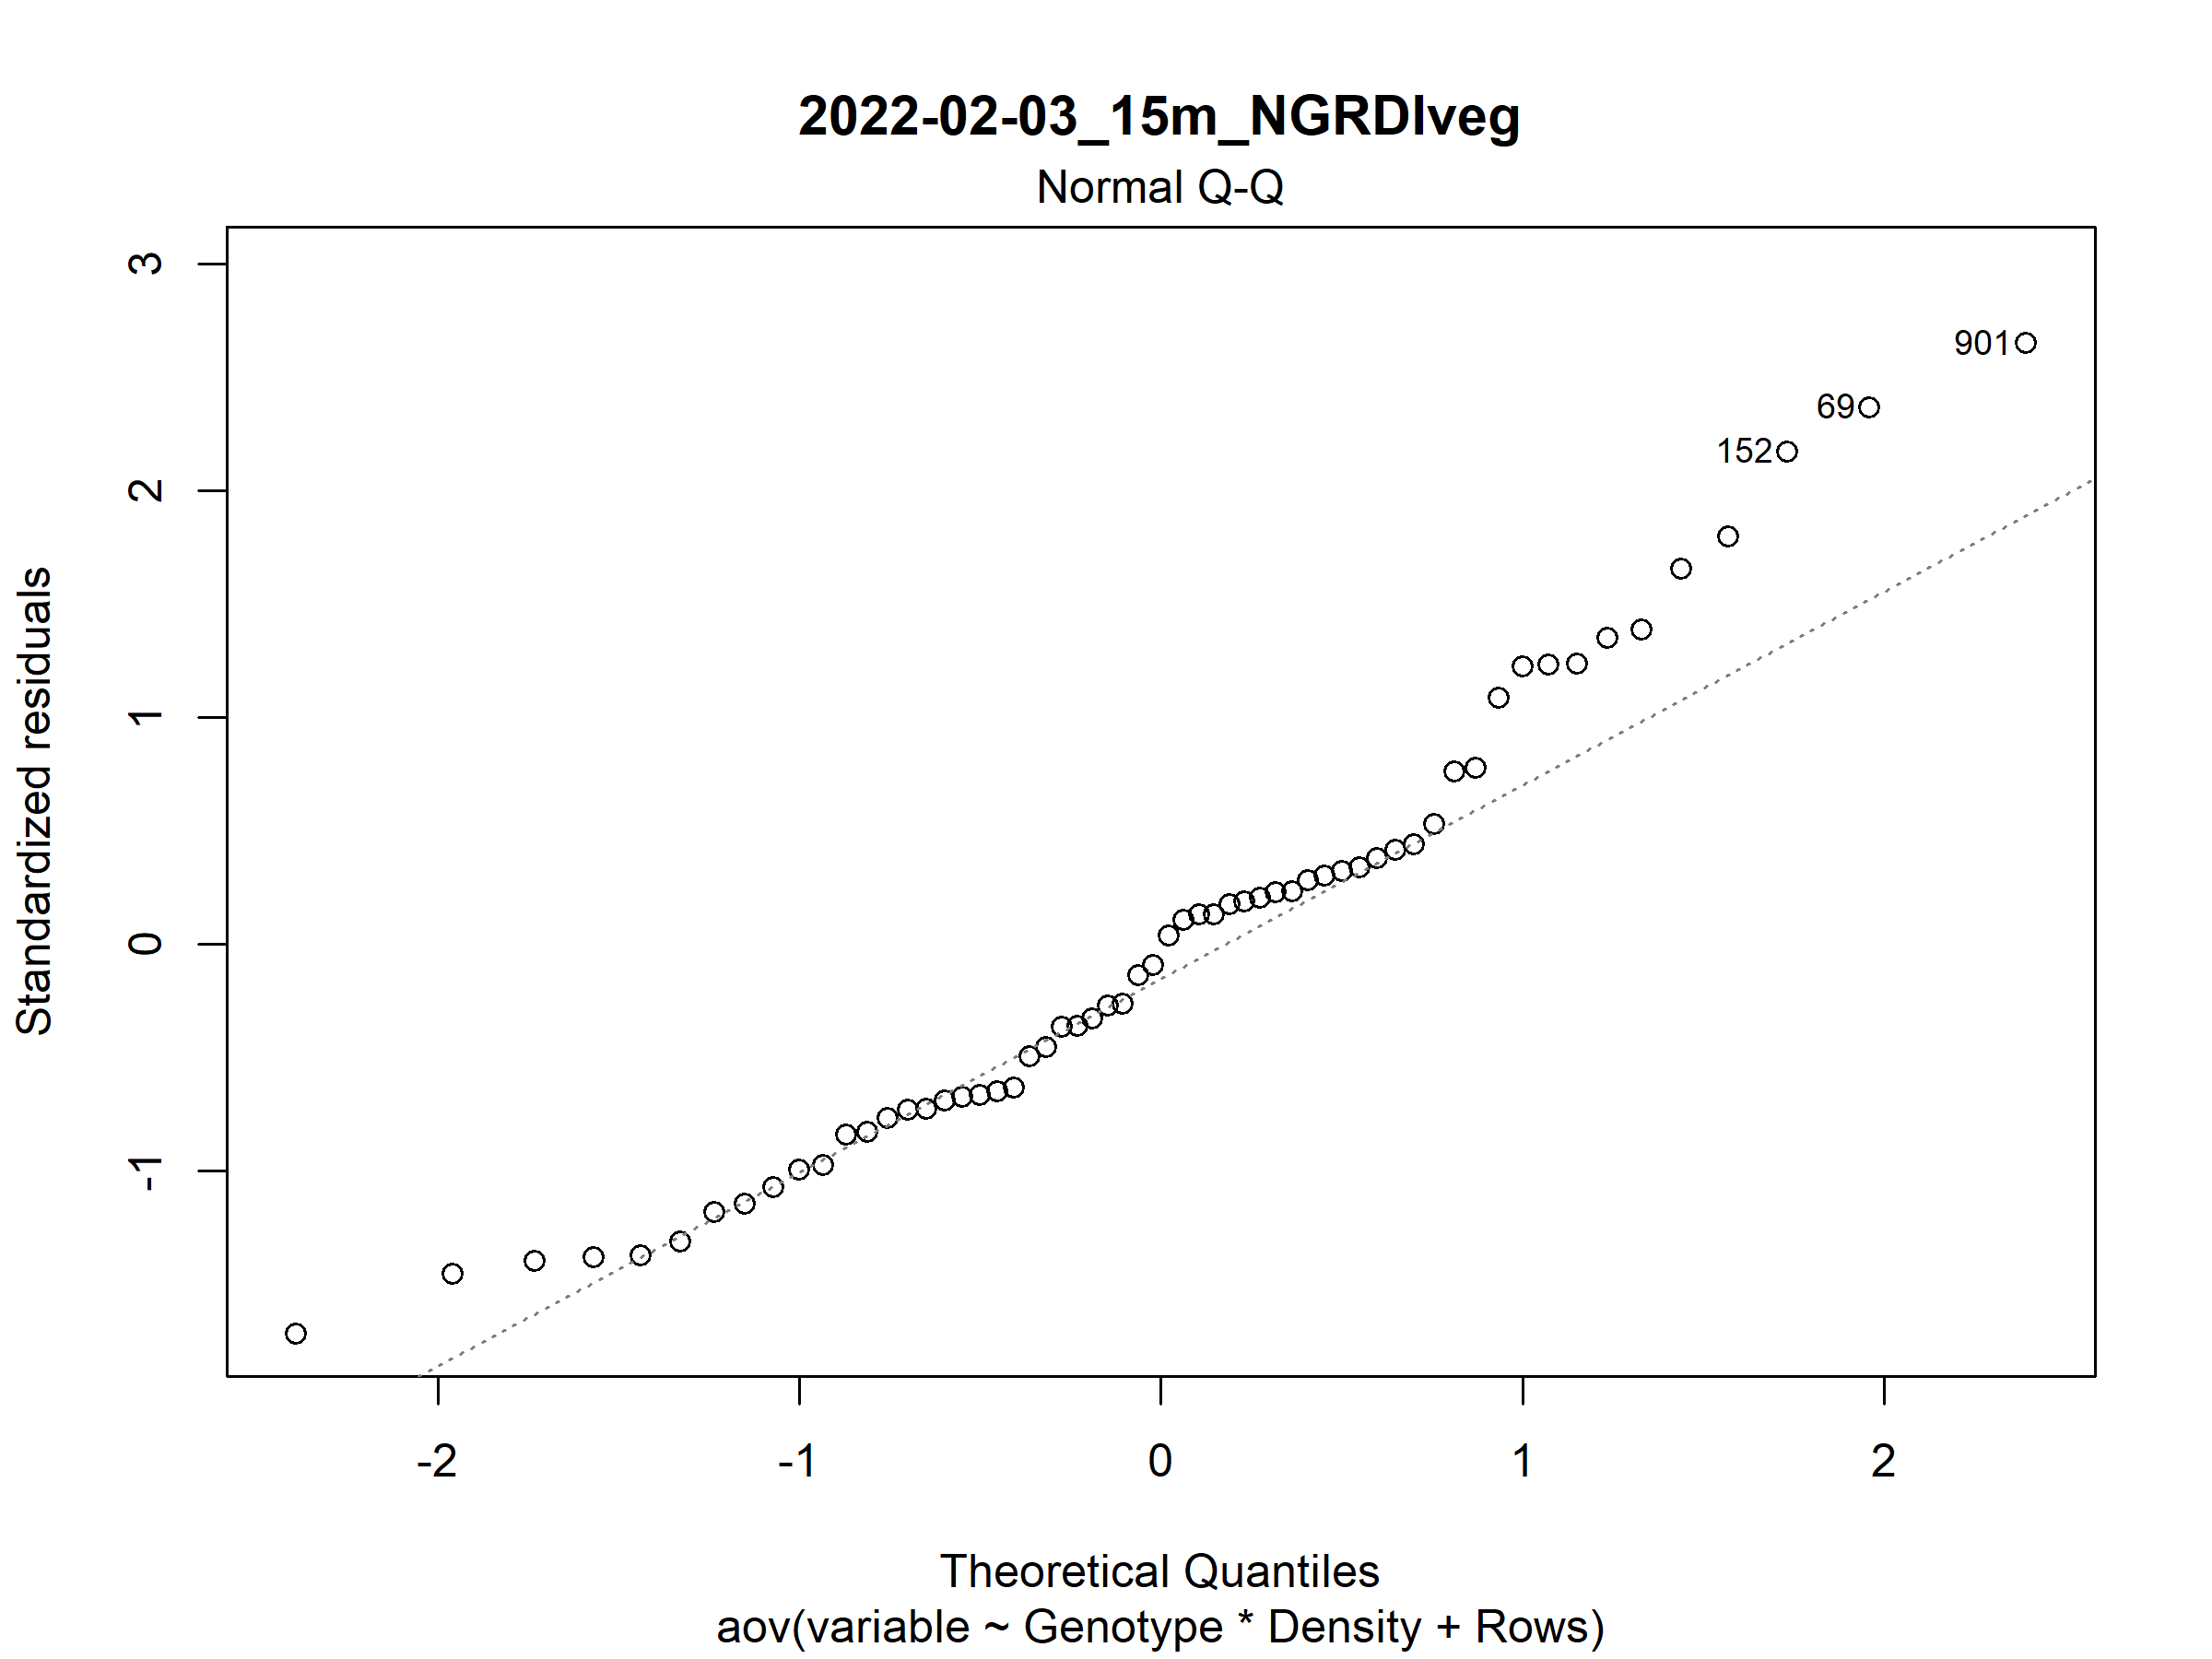 2022-02-03_15m_NGRDIveg
Normal Q-Q
3
2
1
0
-1
Standardized residuals
901
69
152
-2
-1
0
1
2
Theoretical Quantiles
aov(variable ~ Genotype * Density + Rows)